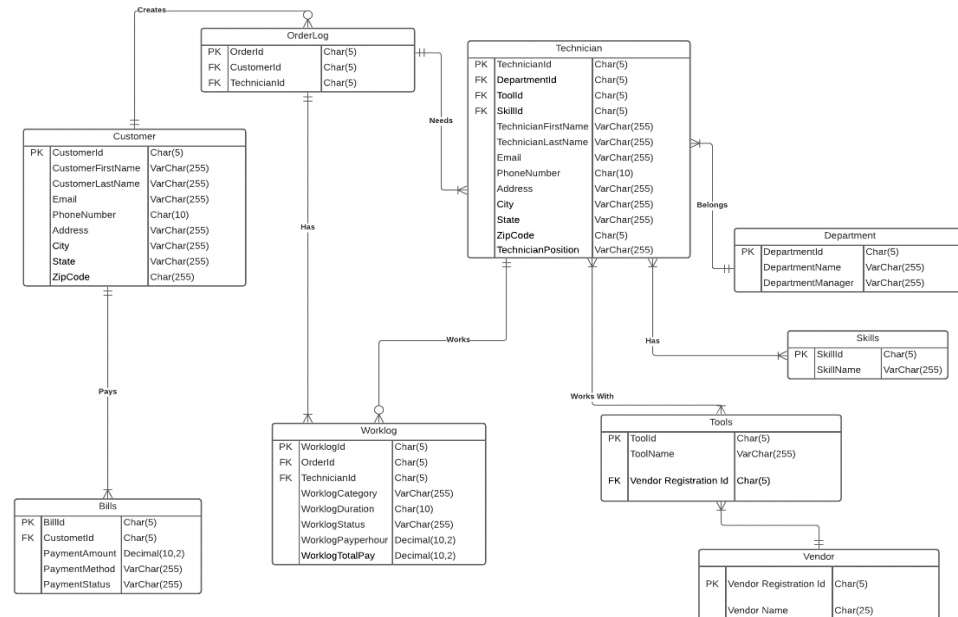 Creates
OrderLog
PK OrderId Char(5)
FK CustomerId Char(5)
FK TechnicianId Char(5)
Technician
PK TechnicianId Char(5)
FK DepartmentId Char(5)
FK ToolId Char(5)
FK SkillId Char(5)
TechnicianFirstName VarChar(255)
TechnicianLastName VarChar(255)
Email VarChar(255)
PhoneNumber Char(10)
Address VarChar(255)
City VarChar(255)
State VarChar(255)
ZipCode Char(5)
TechnicianPosition VarChar(255)
Needs
Customer
PK CustomerId Char(5)
CustomerFirstName VarChar(255)
CustomerLastName VarChar(255)
Email VarChar(255)
PhoneNumber Char(10)
Address VarChar(255)
City VarChar(255)
State VarChar(255)
ZipCode Char(255)
Has
Belongs
Department
PK DepartmentId Char(5)
DepartmentName VarChar(255)
DepartmentManager VarChar(255)
Works
Has
Skills
PK SkillId Char(5)
SkillName VarChar(255)
Pays
Works With
Tools
PK ToolId Char(5)
ToolName VarChar(255)
FK Vendor Registration Id Char(5)
Worklog
PK WorklogId Char(5)
FK OrderId Char(5)
FK TechnicianId Char(5)
WorklogCategory VarChar(255)
WorklogDuration Char(10)
WorklogStatus VarChar(255)
WorklogPayperhour Decimal(10,2)
WorklogTotalPay Decimal(10,2)
Bills
PK BillId Char(5)
FK CustometId Char(5)
PaymentAmount Decimal(10,2)
PaymentMethod VarChar(255)
PaymentStatus VarChar(255)
Vendor
PK Vendor Registration Id Char(5)
Vendor Name Char(25)